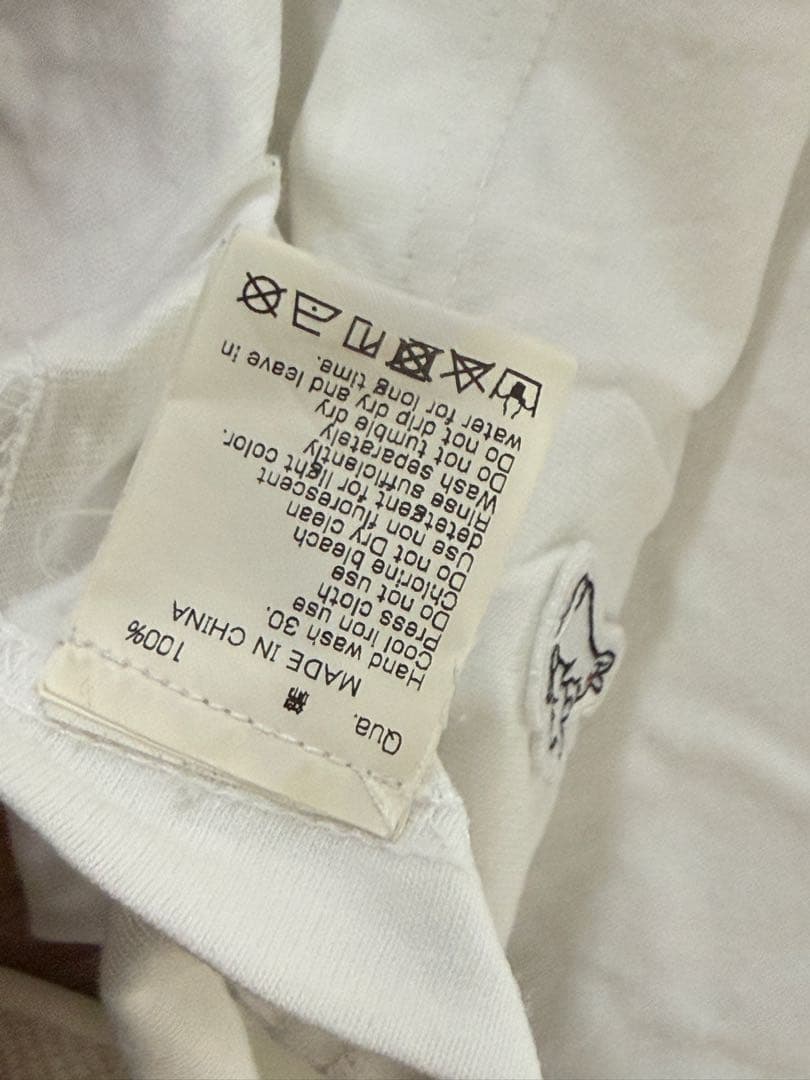 Qua.
綿 100%
MADE IN CHINA
Hand wash 30.
Cool iron use
Press cloth
Do not use
Chlorine bleach
Do not Dry clean
Use non fluorescent
detetgent for light color.
Rinse sufficiently
Wash separately
Do not tumble dry
Do not drip dry and leave in
water for long time.